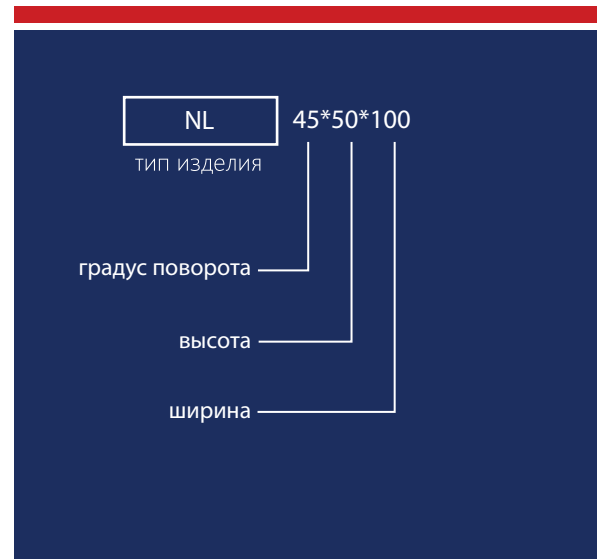 NL 45*50*100
тип изделия
градус поворота
высота
ширина